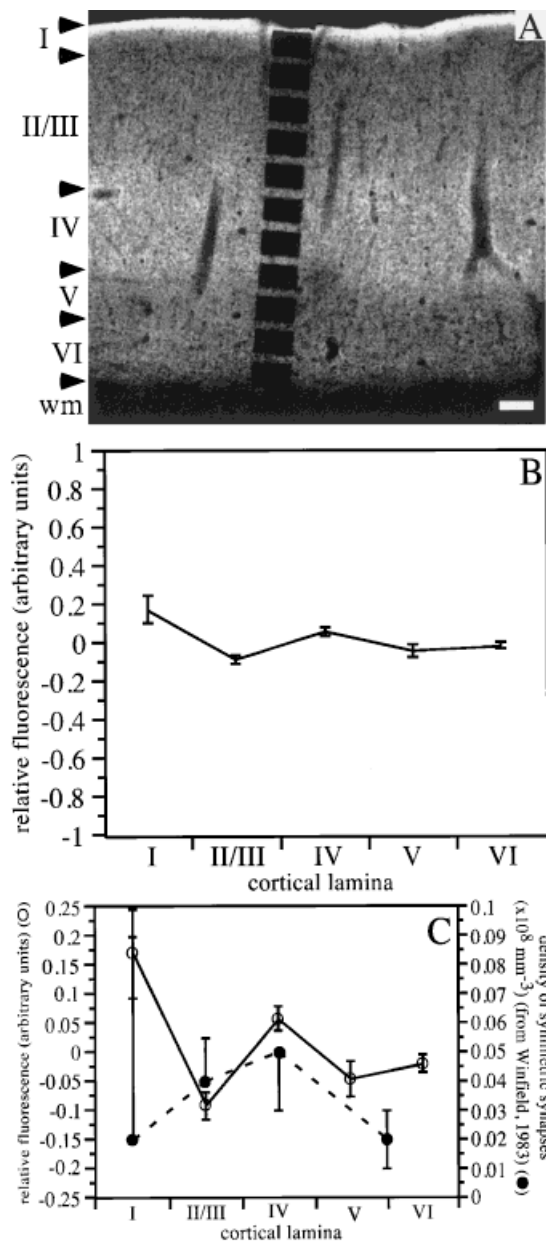 A
I
II/III
IV
V
VI
wm
B
relative fluorescence (arbitrary units)
1
0.8
0.6
0.4
0.2
0
-0.2
-0.4
-0.6
-0.8
-1
I II/III IV V VI
cortical lamina
C
relative fluorescence (arbitrary units) (O)
0.25
0.2
0.15
0.1
0.05
0
-0.05
-0.1
-0.15
-0.2
-0.25
0.1
0.09
0.08
0.07
0.06
0.05
0.04
0.03
0.02
0.01
0
density of symmetric synapses
(x10⁸ mm⁻³) (from Winfield, 1983) (●)
I II/III IV V VI
cortical lamina